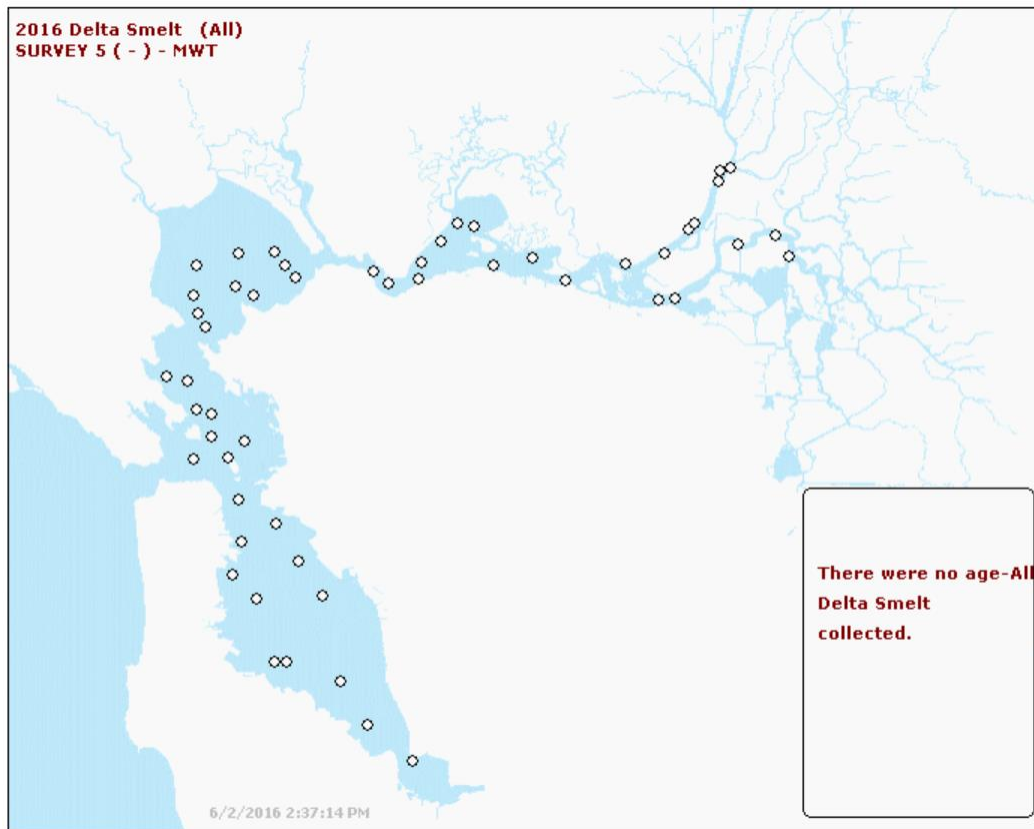 2016 Delta Smelt (All)
SURVEY 5 ( - ) - MWT
There were no age-All
Delta Smelt
collected.
6/2/2016 2:37:14 PM